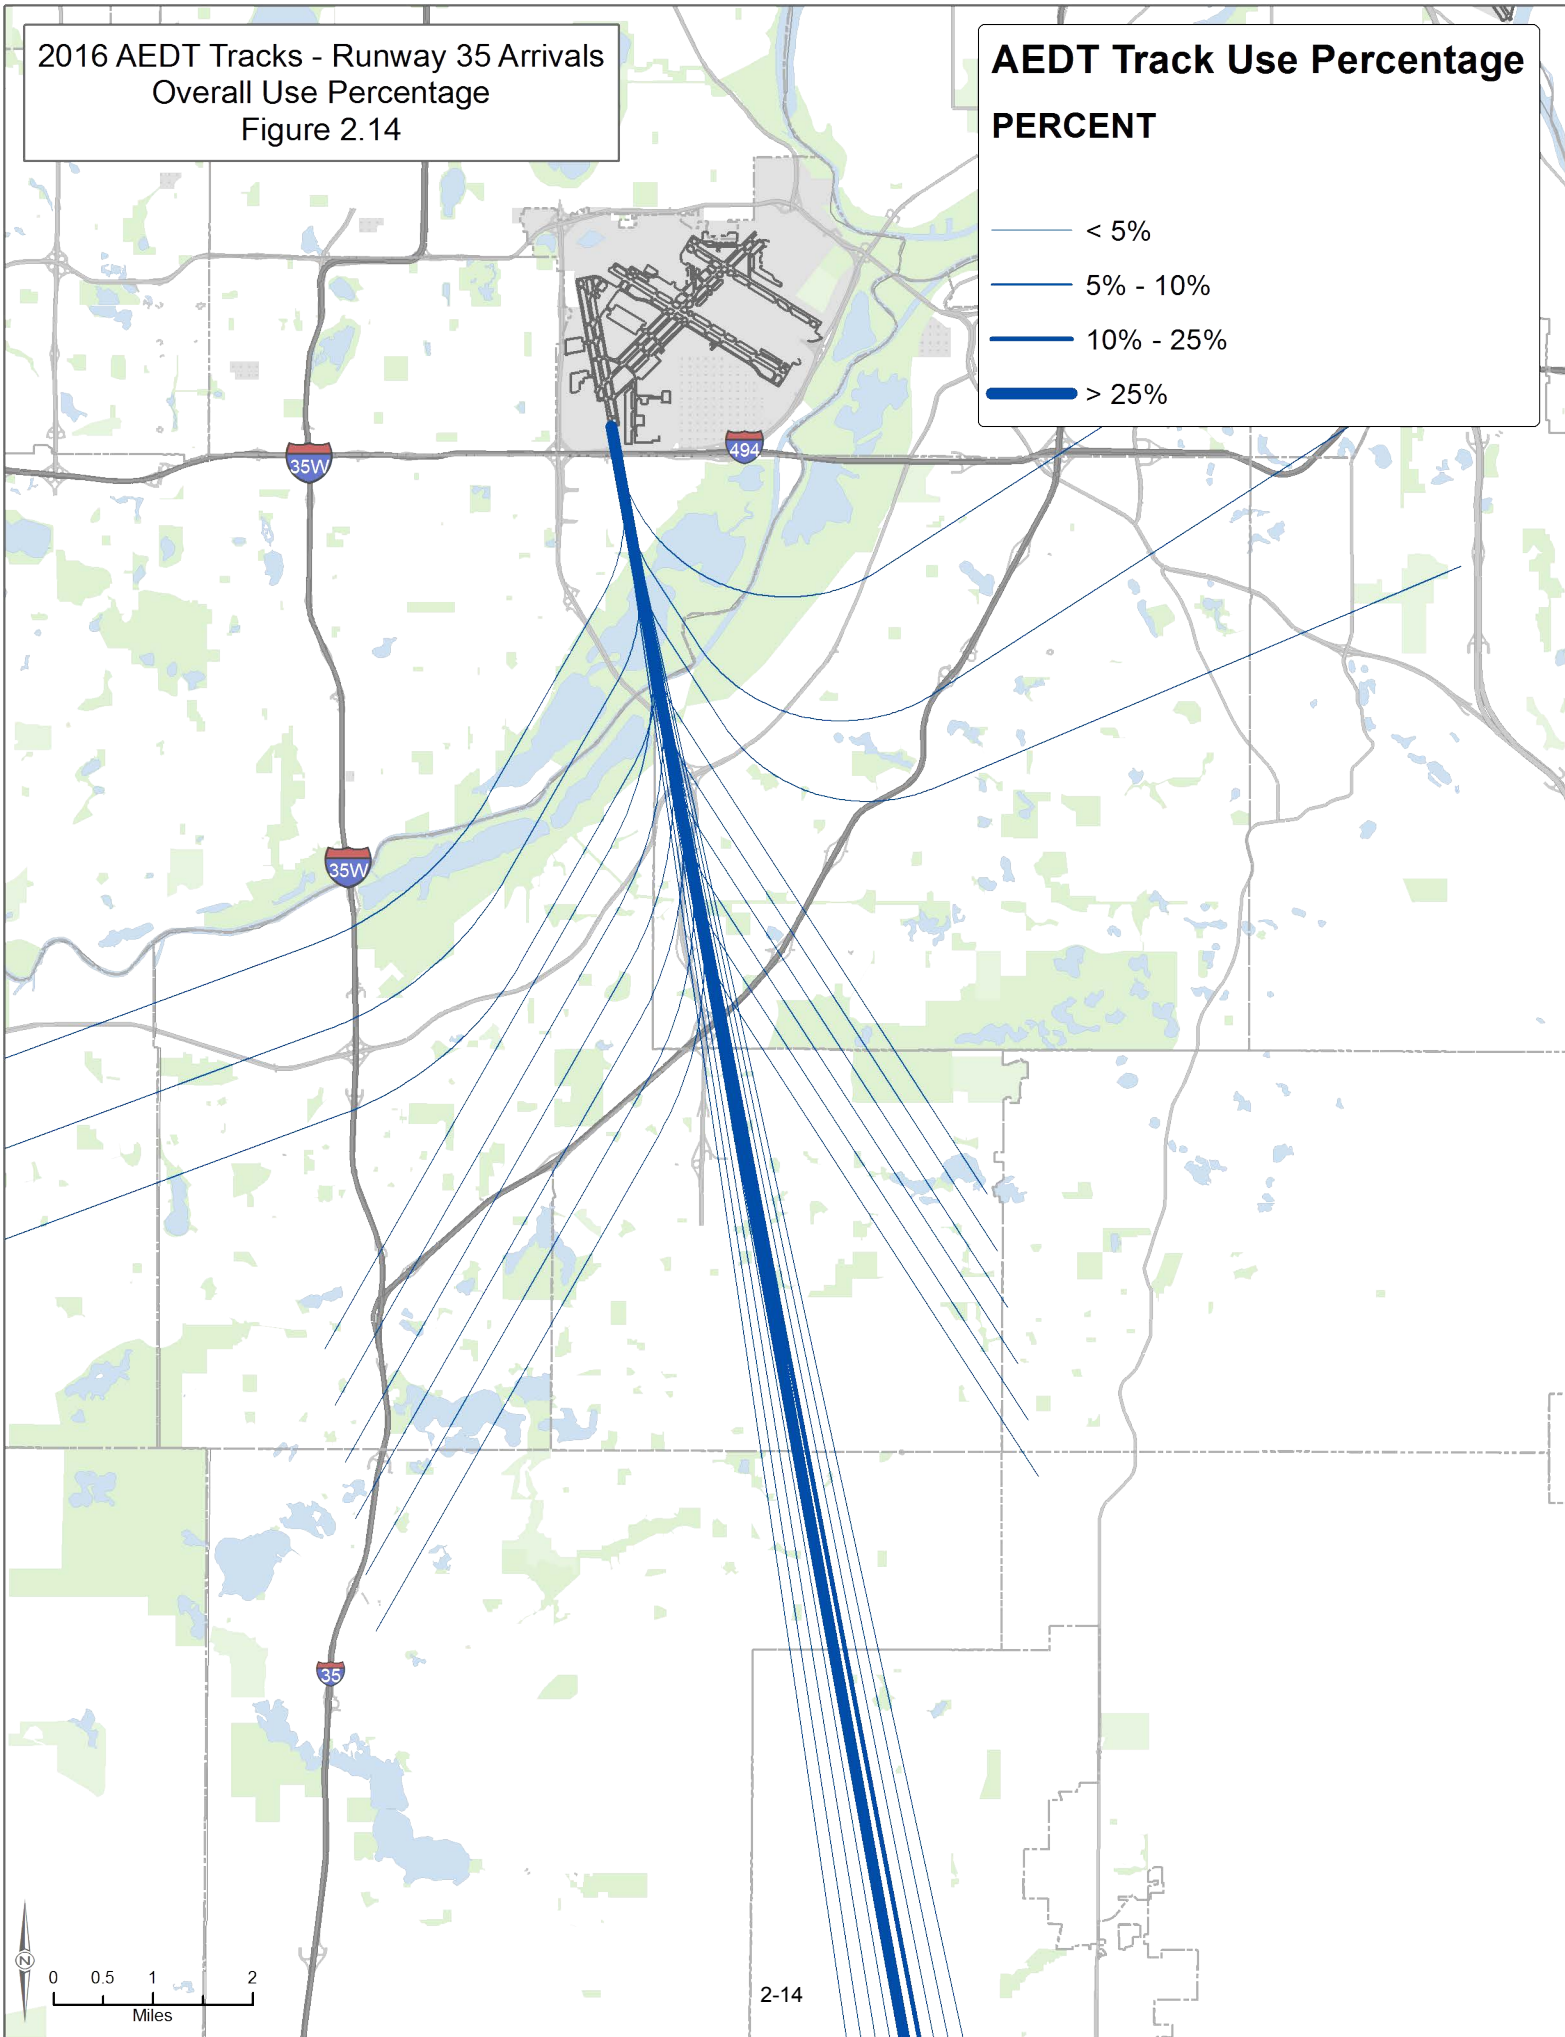 2016 AEDT Tracks - Runway 35 Arrivals
Overall Use Percentage
Figure 2.14
AEDT Track Use Percentage
PERCENT
< 5%
5% - 10%
10% - 25%
> 25%
35W
494
35W
35
N
0 0.5 1 2
Miles
2-14